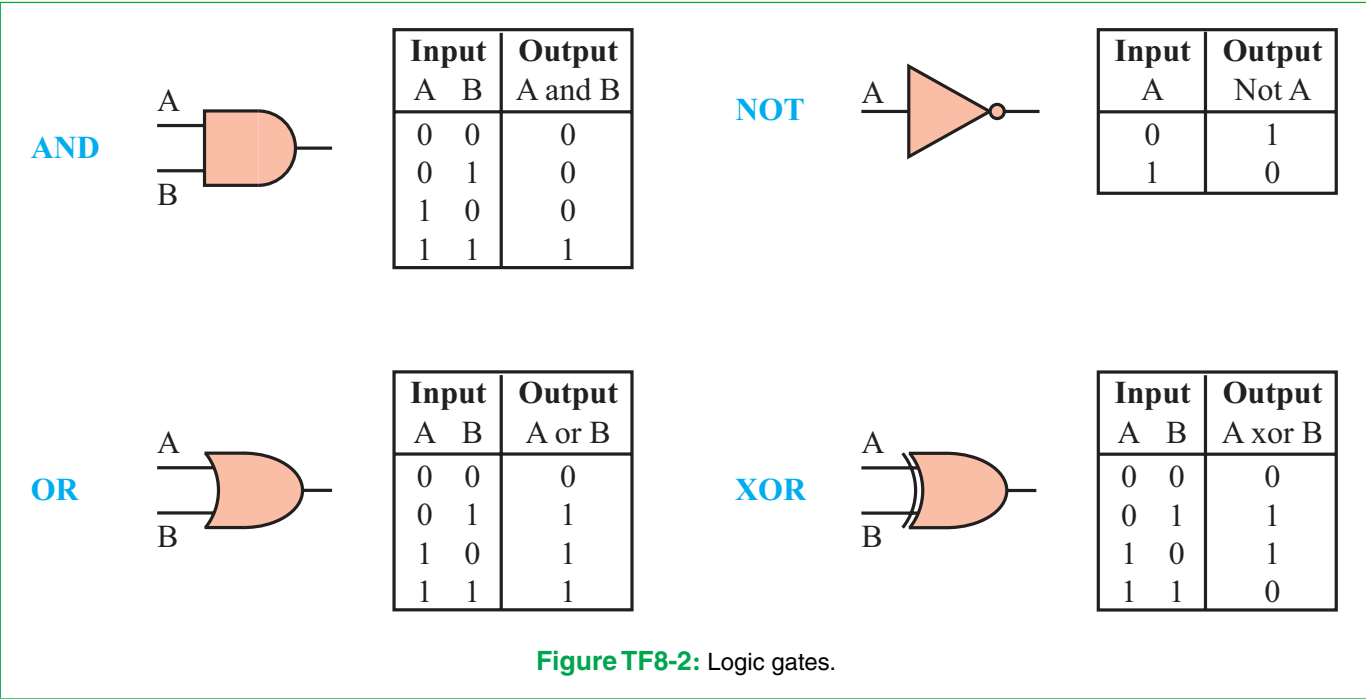 AND
A
B
Input Output
A B A and B
0 0 0
0 1 0
1 0 0
1 1 1
NOT
A
Input Output
A Not A
0 1
1 0
OR
A
B
Input Output
A B A or B
0 0 0
0 1 1
1 0 1
1 1 1
XOR
A
B
Input Output
A B A xor B
0 0 0
0 1 1
1 0 1
1 1 0
Figure TF8-2: Logic gates.